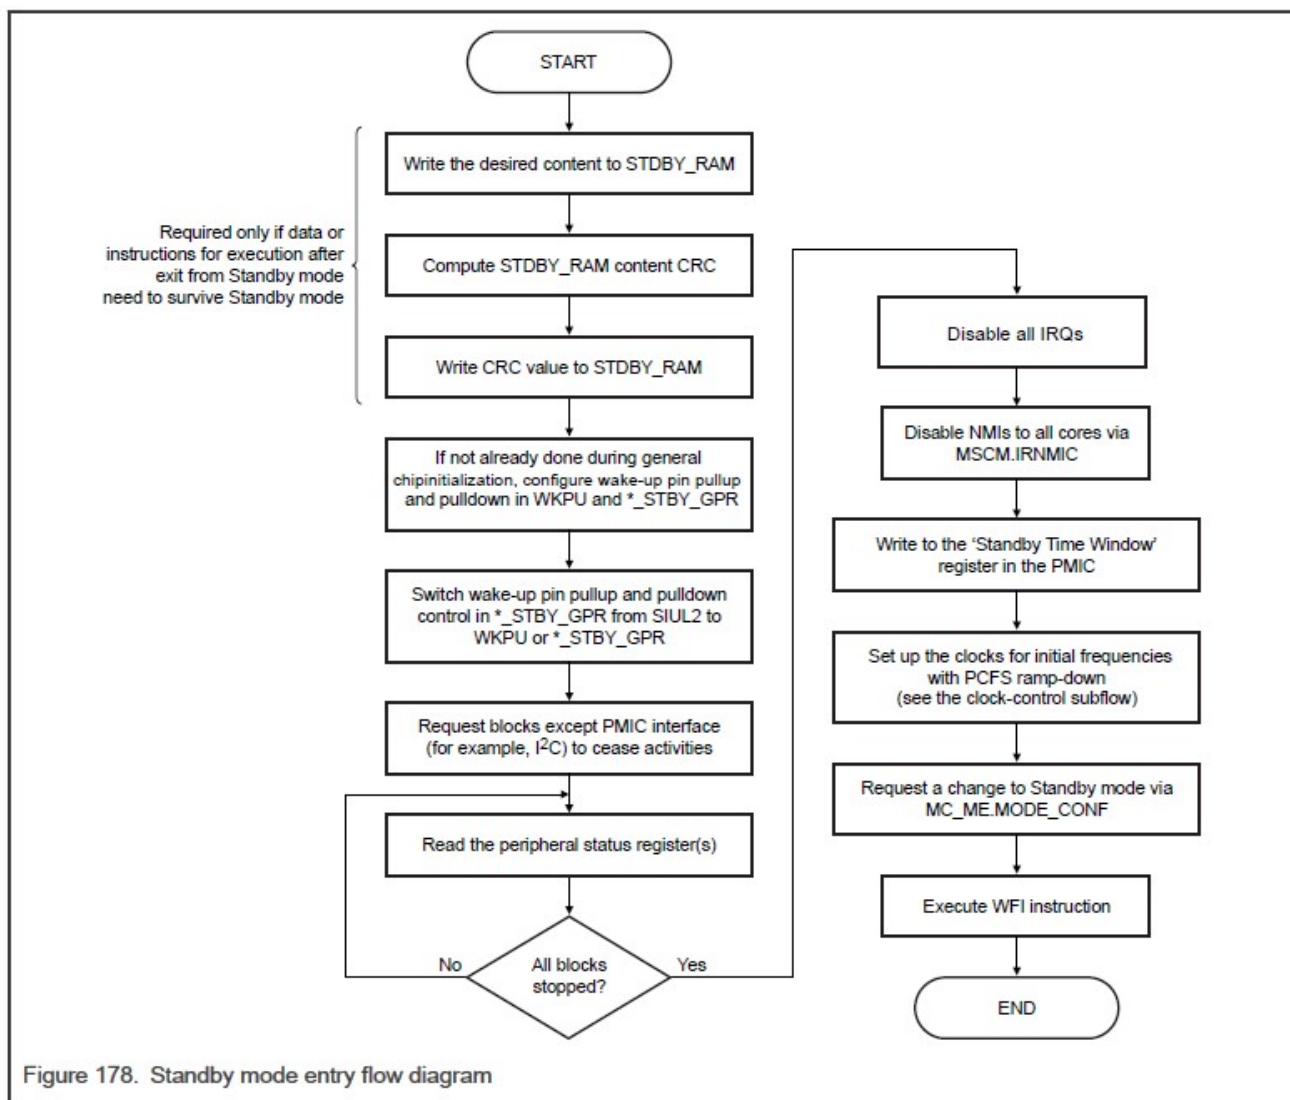 START
Write the desired content to STDBY_RAM
Required only if data or
instructions for execution after
exit from Standby mode
need to survive Standby mode
Compute STDBY_RAM content CRC
Write CRC value to STDBY_RAM
If not already done during general
chipinitialization, configure wake-up pin pullup
and pulldown in WKPU and *_STBY_GPR
Switch wake-up pin pullup and pulldown
control in *_STBY_GPR from SIUL2 to
WKPU or *_STBY_GPR
Request blocks except PMIC interface
(for example, I²C) to cease activities
Read the peripheral status register(s)
All blocks
stopped?
No
Yes
Disable all IRQs
Disable NMIs to all cores via
MSCM.IRNMIC
Write to the ‘Standby Time Window’
register in the PMIC
Set up the clocks for initial frequencies
with PCFS ramp-down
(see the clock-control subflow)
Request a change to Standby mode via
MC_ME.MODE_CONF
Execute WFI instruction
END
Figure 178. Standby mode entry flow diagram